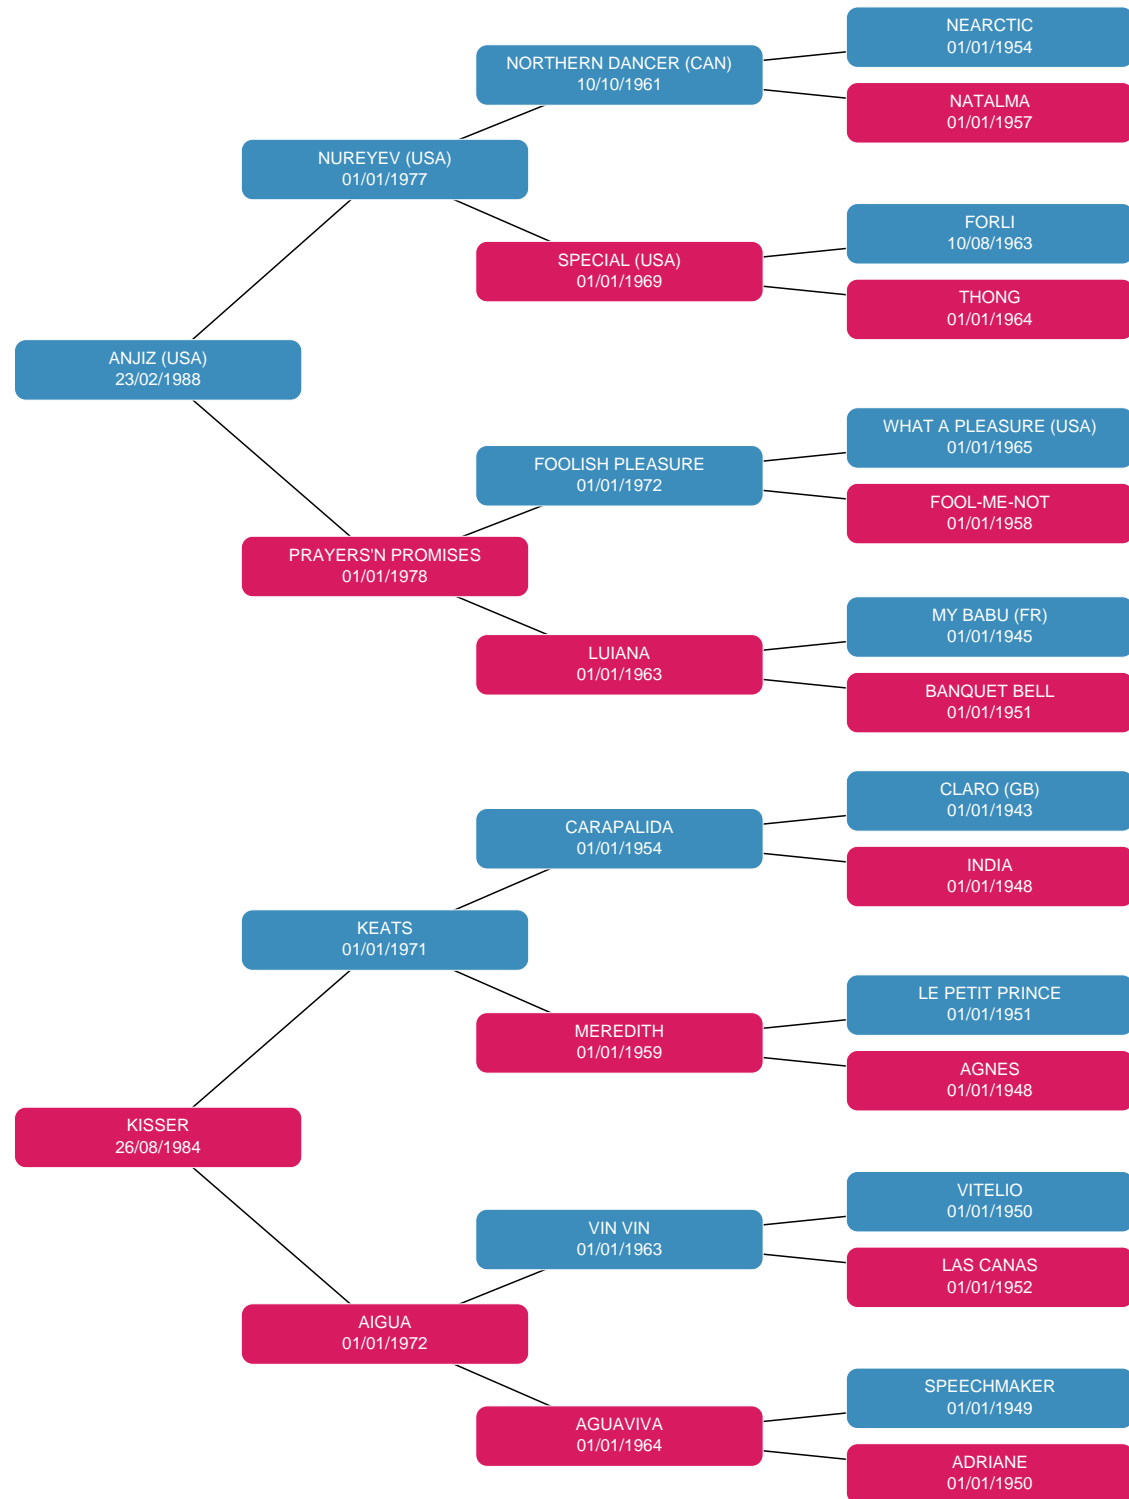 NEARCTIC
01/01/1954
NORTHERN DANCER (CAN)
10/10/1961
NATALMA
01/01/1957
NUREYEV (USA)
01/01/1977
FORLI
10/08/1963
SPECIAL (USA)
01/01/1969
THONG
01/01/1964
ANJIZ (USA)
23/02/1988
WHAT A PLEASURE (USA)
01/01/1965
FOOLISH PLEASURE
01/01/1972
FOOL-ME-NOT
01/01/1958
PRAYERS'N PROMISES
01/01/1978
MY BABU (FR)
01/01/1945
LUIANA
01/01/1963
BANQUET BELL
01/01/1951
CLARO (GB)
01/01/1943
CARAPALIDA
01/01/1954
INDIA
01/01/1948
KEATS
01/01/1971
LE PETIT PRINCE
01/01/1951
MEREDITH
01/01/1959
AGNES
01/01/1948
KISSER
26/08/1984
VITELIO
01/01/1950
VIN VIN
01/01/1963
LAS CANAS
01/01/1952
AIGUA
01/01/1972
SPEECHMAKER
01/01/1949
AGUAVIVA
01/01/1964
ADRIANE
01/01/1950